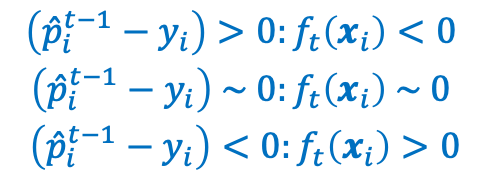 (p̂ᵢᵗ⁻¹ − yᵢ) > 0: fₜ(𝒙ᵢ) < 0
(p̂ᵢᵗ⁻¹ − yᵢ) ~ 0: fₜ(𝒙ᵢ) ~ 0
(p̂ᵢᵗ⁻¹ − yᵢ) < 0: fₜ(𝒙ᵢ) > 0